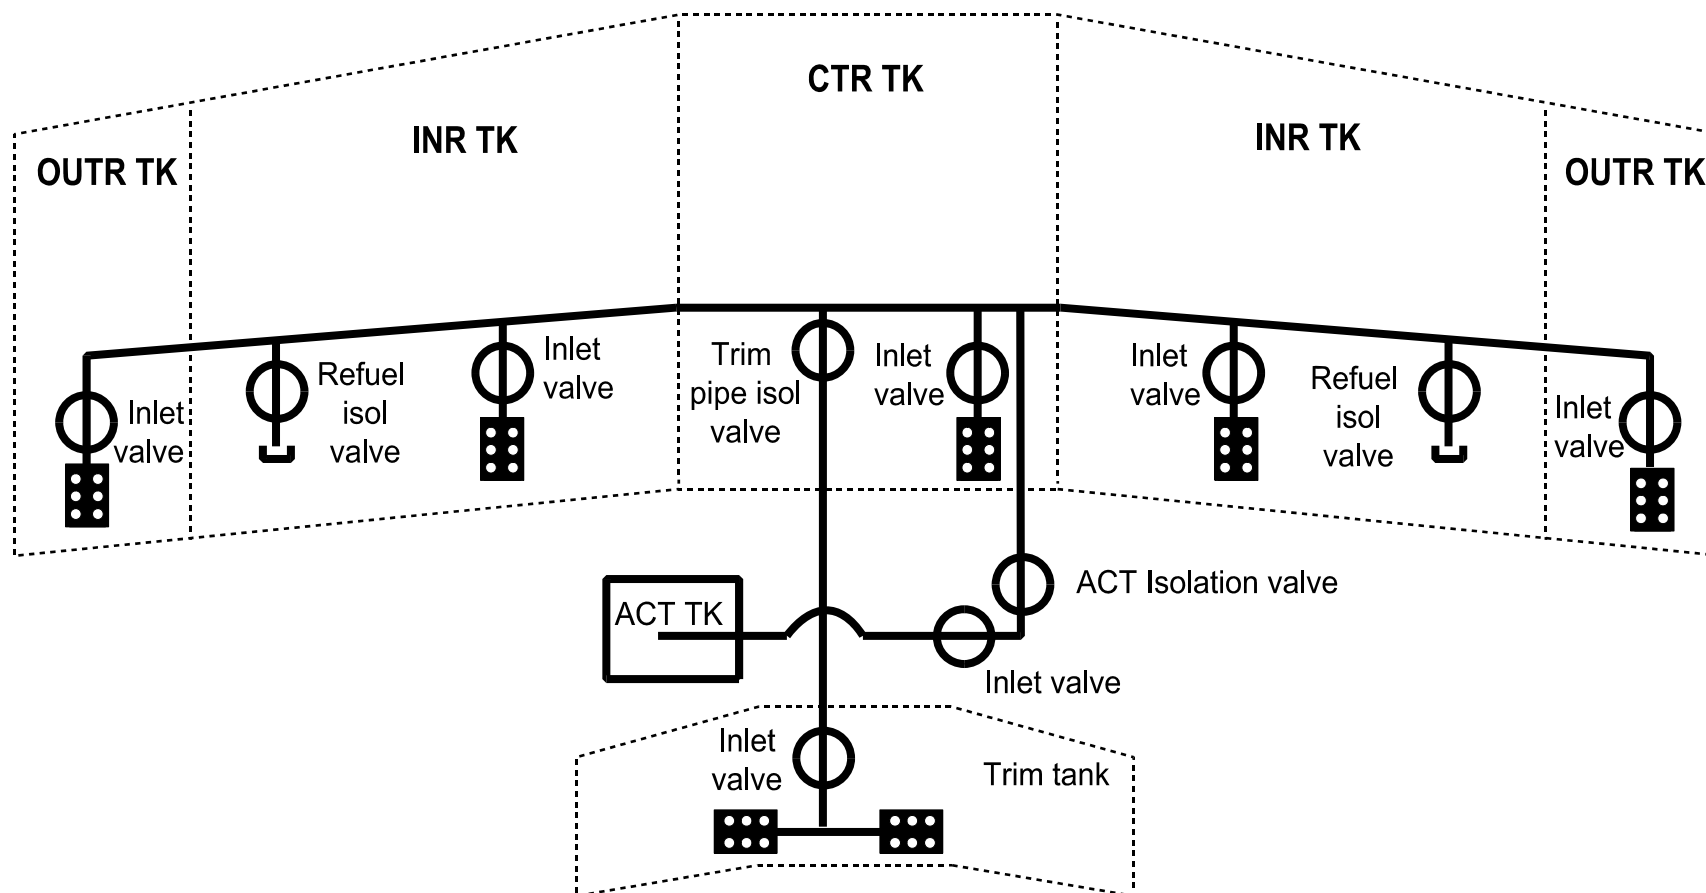 CTR TK
INR TK
INR TK
OUTR TK
OUTR TK
Inlet
valve
Refuel
isol
valve
Inlet
valve
Trim
pipe isol
valve
Inlet
valve
Inlet
valve
Refuel
isol
valve
Inlet
valve
ACT Isolation valve
ACT TK
Inlet valve
Inlet
valve
Trim tank